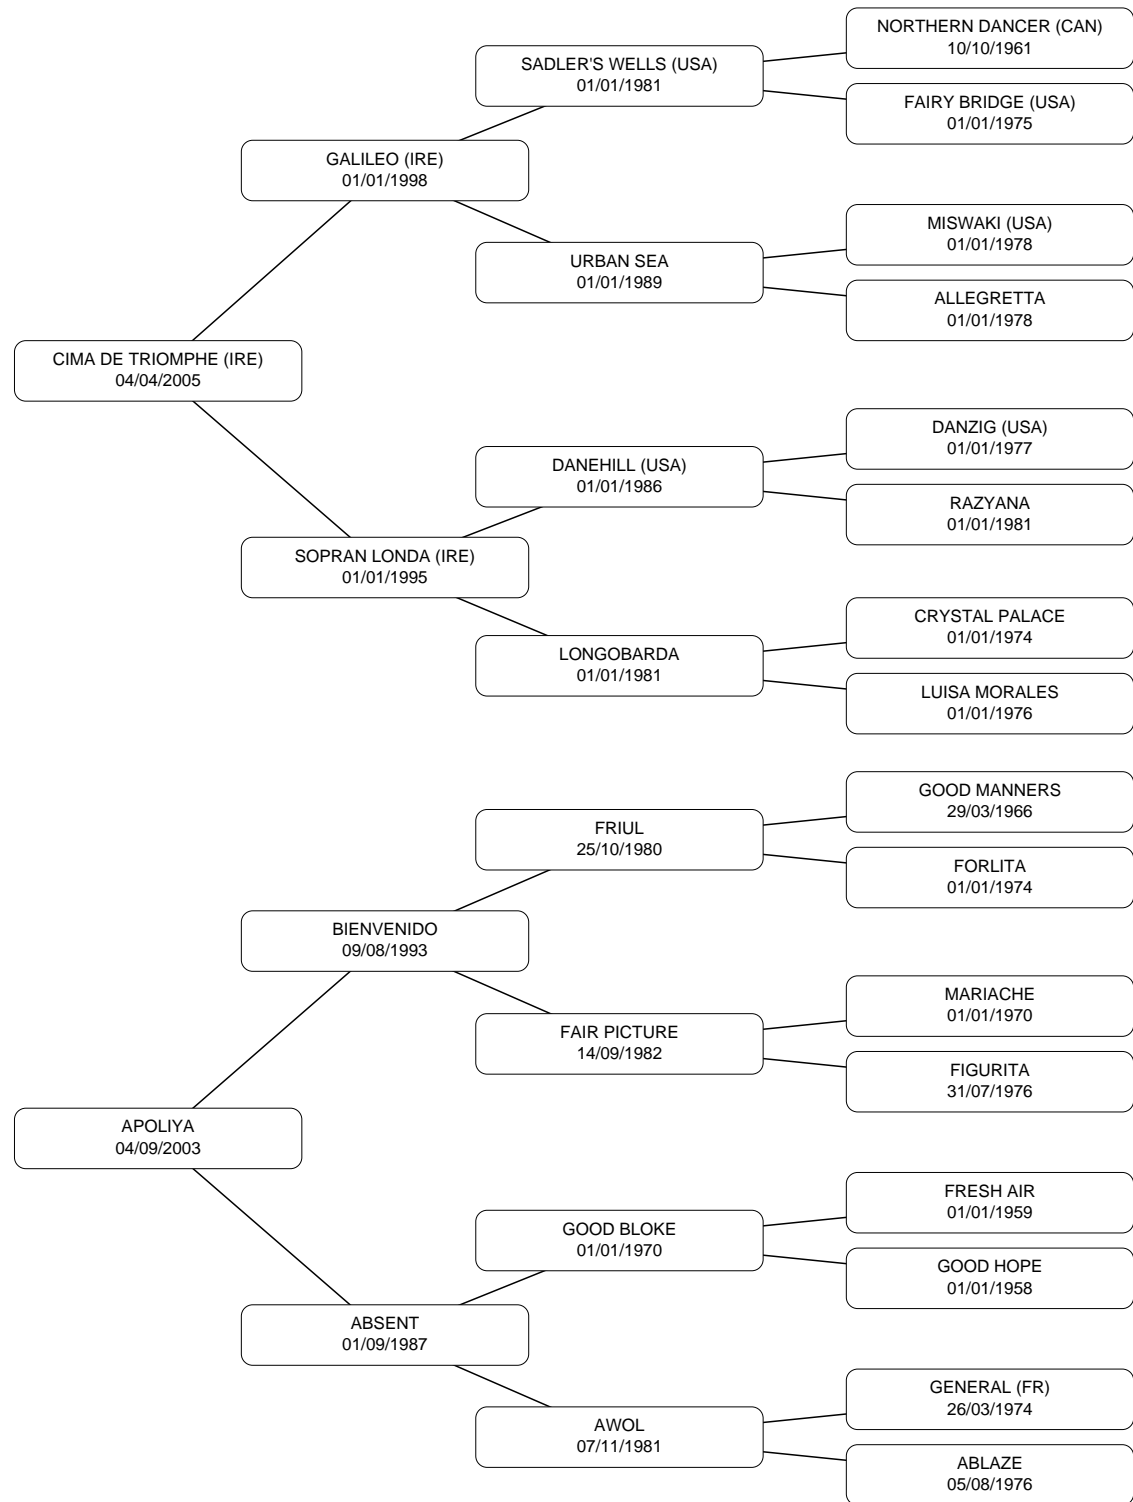 NORTHERN DANCER (CAN)
10/10/1961
SADLER'S WELLS (USA)
01/01/1981
FAIRY BRIDGE (USA)
01/01/1975
GALILEO (IRE)
01/01/1998
MISWAKI (USA)
01/01/1978
URBAN SEA
01/01/1989
ALLEGRETTA
01/01/1978
CIMA DE TRIOMPHE (IRE)
04/04/2005
DANZIG (USA)
01/01/1977
DANEHILL (USA)
01/01/1986
RAZYANA
01/01/1981
SOPRAN LONDA (IRE)
01/01/1995
CRYSTAL PALACE
01/01/1974
LONGOBARDA
01/01/1981
LUISA MORALES
01/01/1976
GOOD MANNERS
29/03/1966
FRIUL
25/10/1980
FORLITA
01/01/1974
BIENVENIDO
09/08/1993
MARIACHE
01/01/1970
FAIR PICTURE
14/09/1982
FIGURITA
31/07/1976
APOLIYA
04/09/2003
FRESH AIR
01/01/1959
GOOD BLOKE
01/01/1970
GOOD HOPE
01/01/1958
ABSENT
01/09/1987
GENERAL (FR)
26/03/1974
AWOL
07/11/1981
ABLAZE
05/08/1976